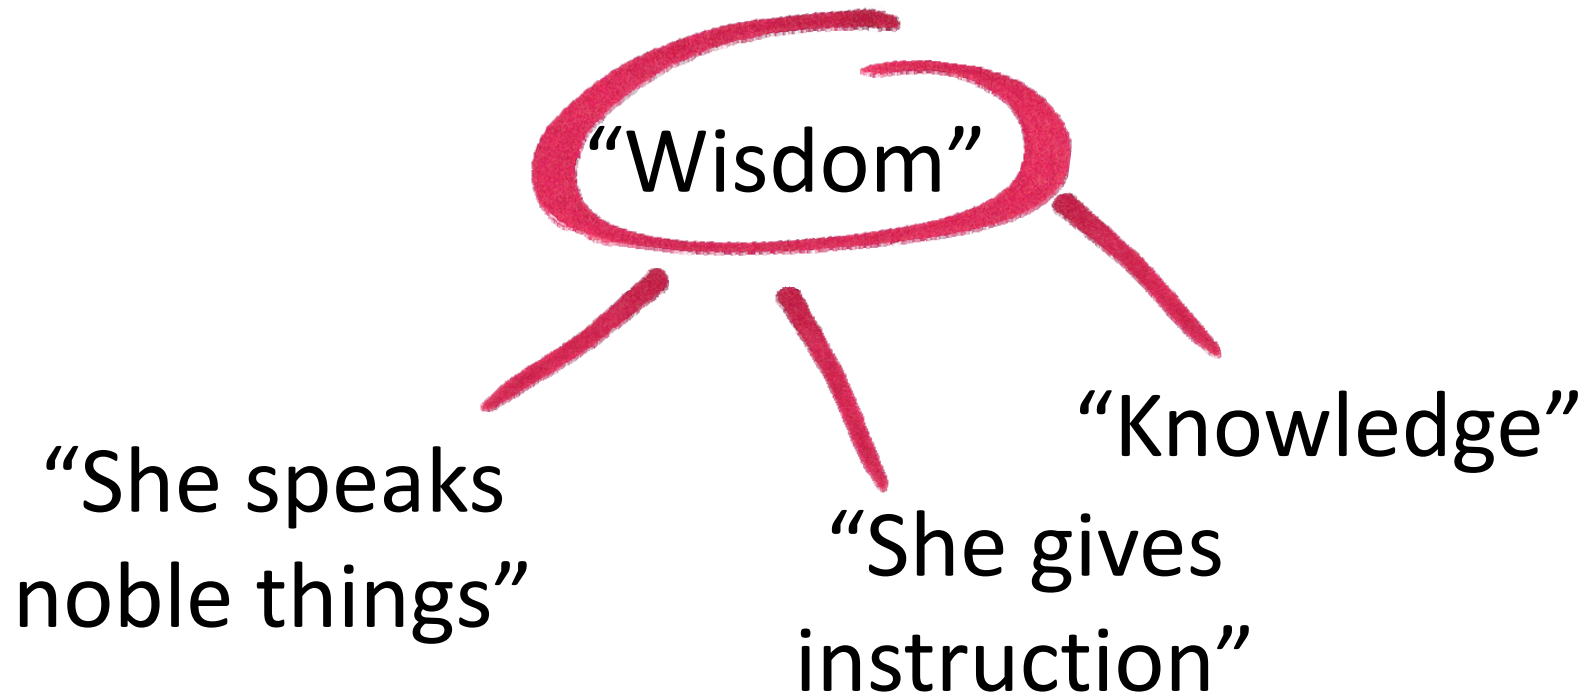 “Wisdom”
“She speaks
noble things”
“She gives
instruction”
“Knowledge”